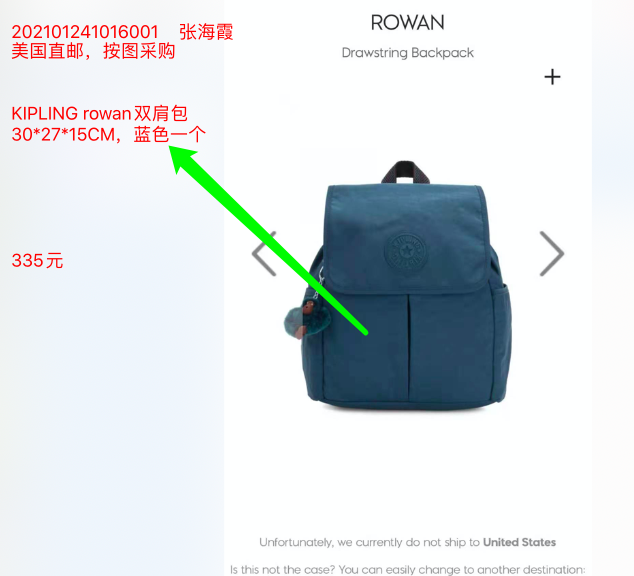 202101241016001 张海霞
美国直邮，按图采购
KIPLING rowan双肩包
30*27*15CM，蓝色一个
335元
ROWAN
Drawstring Backpack
Unfortunately, we currently do not ship to United States
Is this not the case? You can easily change to another destination: